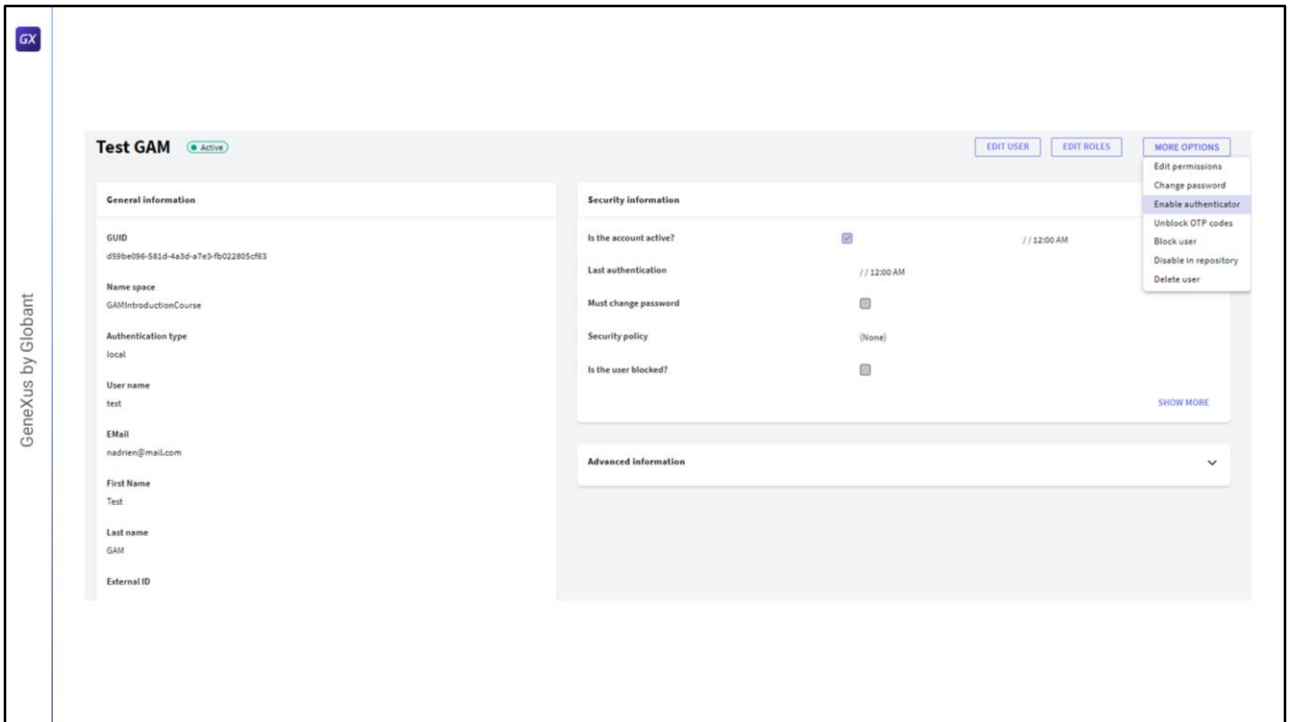 GX
GeneXus by Globant
Test GAM
Active
EDIT USER
EDIT ROLES
MORE OPTIONS
Edit permissions
Change password
Enable authenticator
Unblock OTP codes
Block user
Disable in repository
Delete user
General information
GUID
d59be096-581d-4a3d-a7e3-fb022805cf63
Name space
GAMIntroductionCourse
Authentication type
local
User name
test
EMail
nadrien@mail.com
First Name
Test
Last name
GAM
External ID
Security information
Is the account active?
/ / 12:00 AM
Last authentication
/ / 12:00 AM
Must change password
Security policy
(None)
Is the user blocked?
SHOW MORE
Advanced information